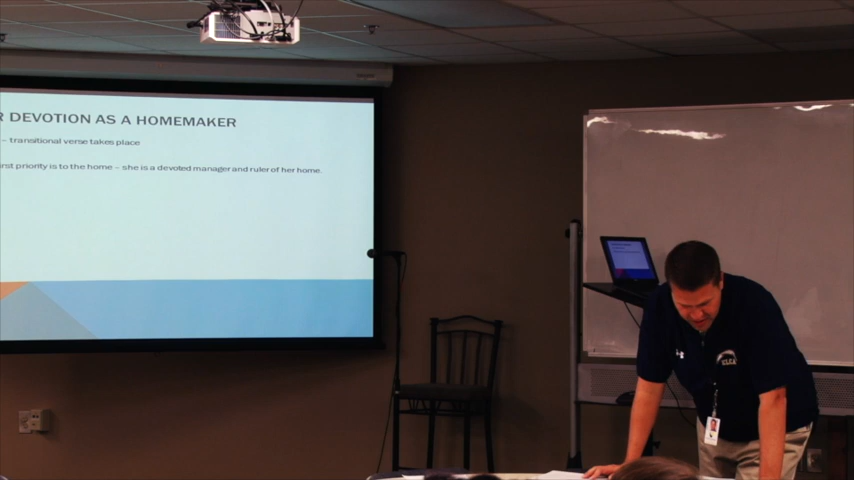 R DEVOTION AS A HOMEMAKER
– transitional verse takes place
irst priority is to the home – she is a devoted manager and ruler of her home.